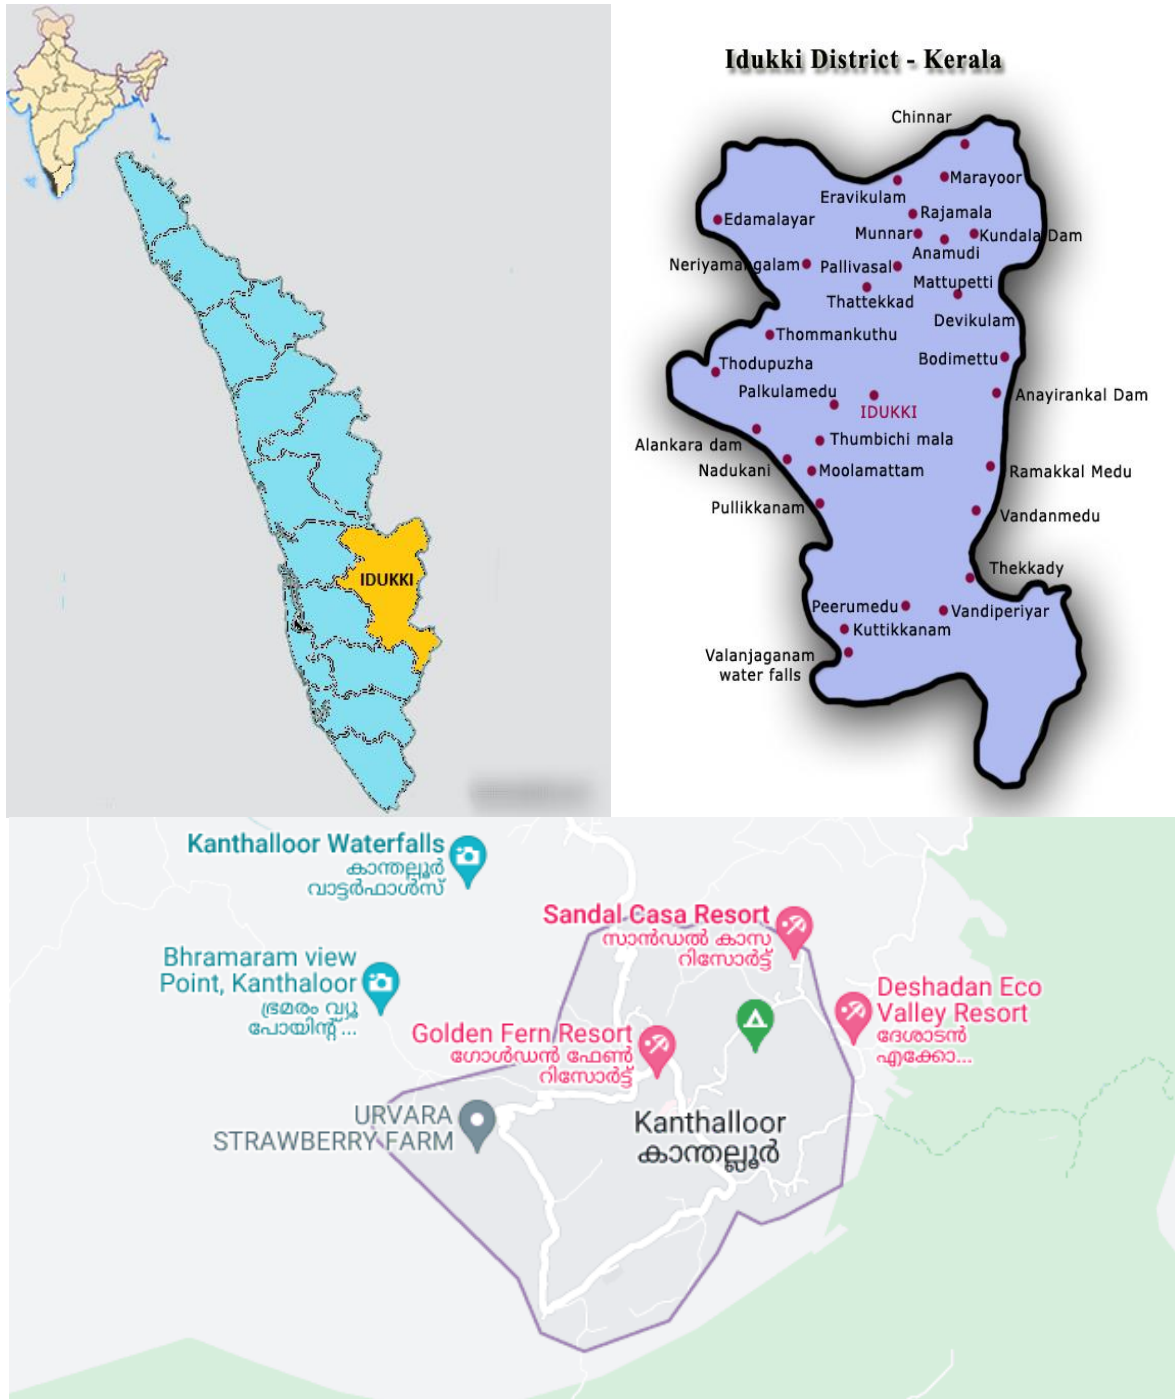 IDUKKI
Idukki District - Kerala
Chinnar
Marayoor
Eravikulam
Rajamala
Edamalayar
Munnar
Kundala Dam
Anamudi
Neriyamangalam
Pallivasal
Mattupetti
Thattekkad
Devikulam
Thommankuthu
Bodimettu
Thodupuzha
Palkulamedu
Anayirankal Dam
IDUKKI
Alankara dam
Thumbichi mala
Nadukani
Moolamattam
Ramakkal Medu
Pullikkanam
Vandanmedu
Thekkady
Peerumedu
Vandiperiyar
Kuttikkanam
Valanjaganam
water falls
Kanthalloor Waterfalls
കാന്തല്ലൂർ
വാട്ടർഫാൾസ്
Sandal Casa Resort
സാൻഡൽ കാസ
റിസോർട്ട്
Bhramaram view
Point, Kanthaloor
ഭ്രമരം വ്യൂ
പോയിന്റ് ...
Deshadan Eco
Valley Resort
ദേശാടൻ
എക്കോ...
Golden Fern Resort
ഗോൾഡൻ ഫേൺ
റിസോർട്ട്
URVARA
STRAWBERRY FARM
Kanthalloor
കാന്തല്ലൂർ